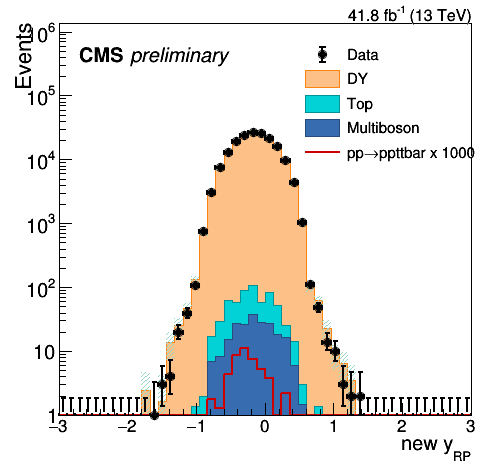 41.8 fb-1 (13 TeV)
Events
CMS preliminary
Data
DY
Top
Multiboson
pp→ppttbar x 1000
10^6
10^5
10^4
10^3
10^2
10
1
−3 −2 −1 0 1 2 3
new y_RP